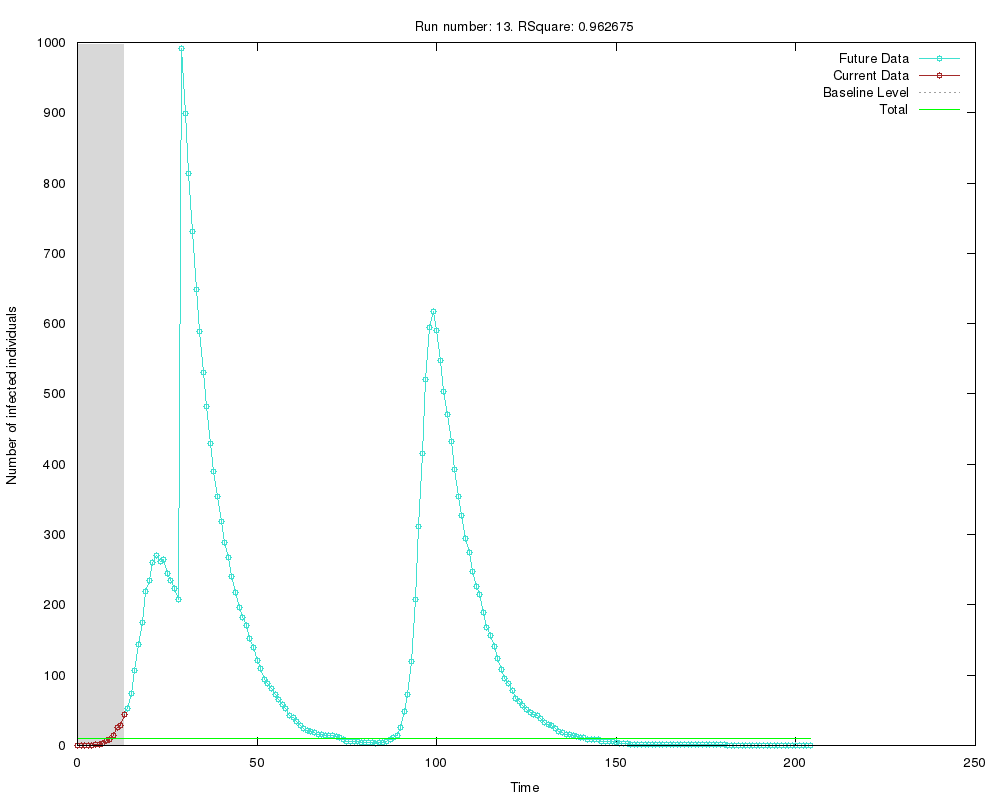 Run number: 13. RSquare: 0.962675
1000
900
800
700
600
500
400
300
200
100
0
Number of infected individuals
Future Data
Current Data
Baseline Level
Total
0 50 100 150 200 250
Time